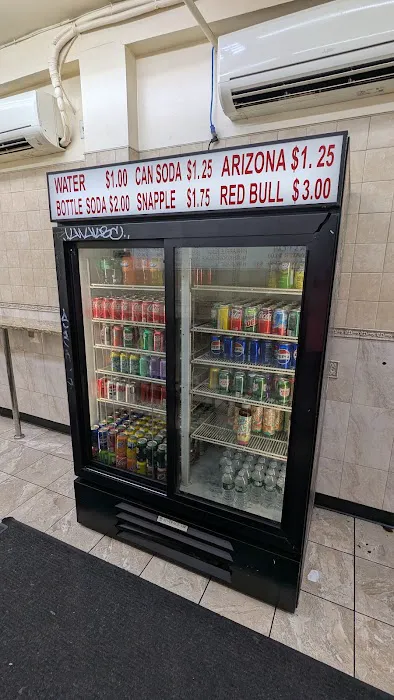 WATER $1.00 CAN SODA $1.25 ARIZONA $1.25
BOTTLE SODA $2.00 SNAPPLE $1.75 RED BULL $3.00